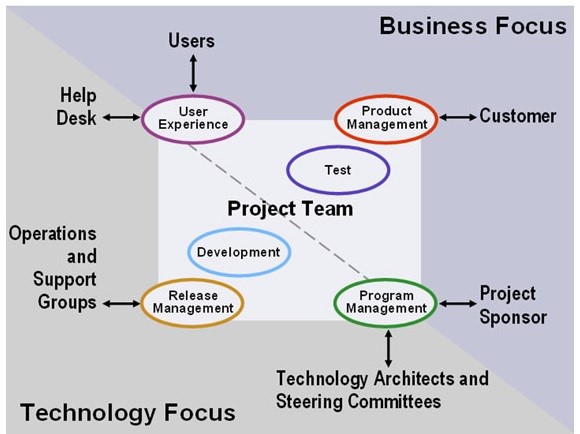 Business Focus
Users
Help
Desk
User
Experience
Product
Management
Customer
Test
Project Team
Operations
and
Support
Groups
Development
Release
Management
Program
Management
Project
Sponsor
Technology Architects and
Steering Committees
Technology Focus